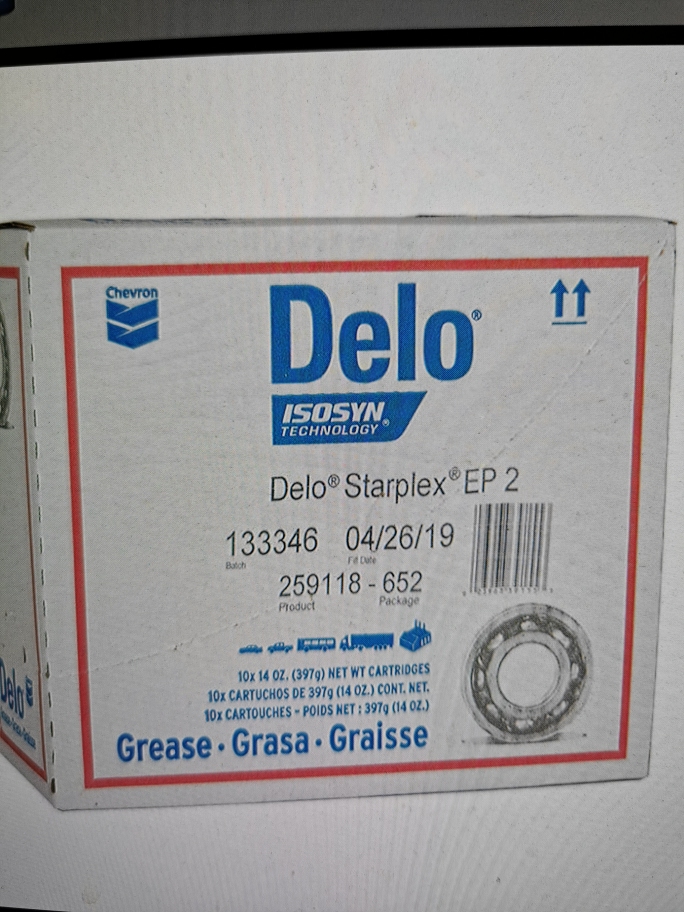 Chevron
Delo®
ISOSYN
TECHNOLOGY®
Delo® Starplex® EP 2
133346 04/26/19
Batch Fill Date
259118 - 652
Product Package
10x 14 OZ. (397g) NET WT CARTRIDGES
10x CARTUCHOS DE 397g (14 OZ.) CONT. NET.
10x CARTOUCHES - POIDS NET : 397g (14 OZ.)
Grease · Grasa · Graisse
Delo